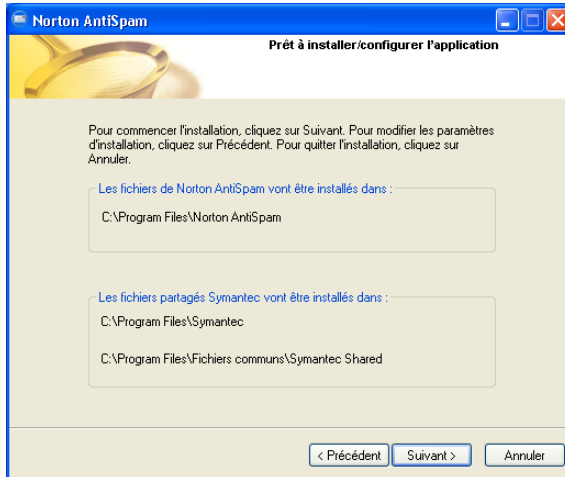 Norton AntiSpam
Prêt à installer/configurer l'application
Pour commencer l'installation, cliquez sur Suivant. Pour modifier les paramètres
d'installation, cliquez sur Précédent. Pour quitter l'installation, cliquez sur
Annuler.
Les fichiers de Norton AntiSpam vont être installés dans :
C:\Program Files\Norton AntiSpam
Les fichiers partagés Symantec vont être installés dans :
C:\Program Files\Symantec
C:\Program Files\Fichiers communs\Symantec Shared
< Précédent Suivant > Annuler